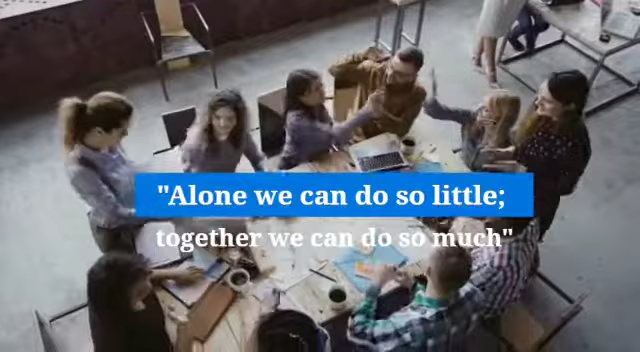 "Alone we can do so little;
together we can do so much"